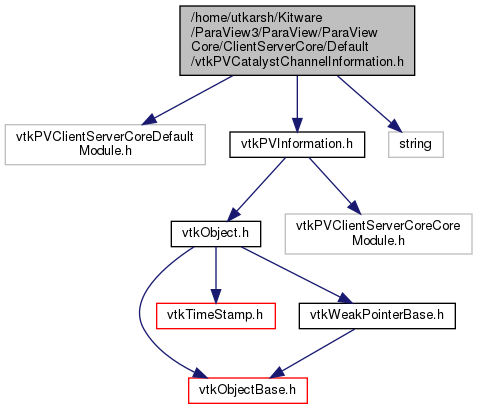 /home/utkarsh/Kitware
/ParaView3/ParaView/ParaView
Core/ClientServerCore/Default
/vtkPVCatalystChannelInformation.h
vtkPVClientServerCoreDefault
Module.h
vtkPVInformation.h
string
vtkObject.h
vtkPVClientServerCoreCore
Module.h
vtkTimeStamp.h
vtkWeakPointerBase.h
vtkObjectBase.h